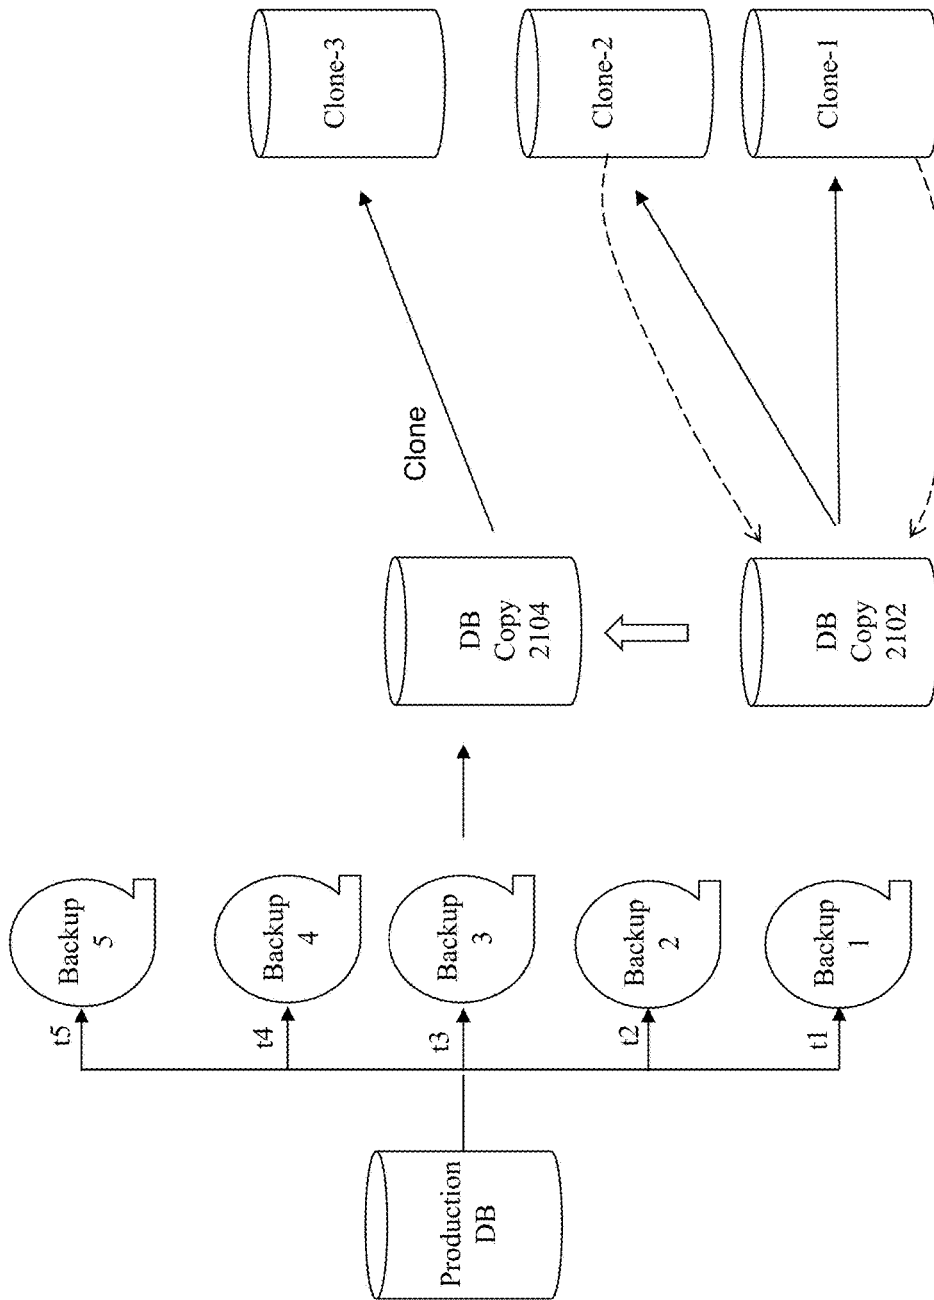 Production
DB
t5
Backup
5
t4
Backup
4
t3
Backup
3
t2
Backup
2
t1
Backup
1
DB
Copy
2104
DB
Copy
2102
Clone
Clone-3
Clone-2
Clone-1